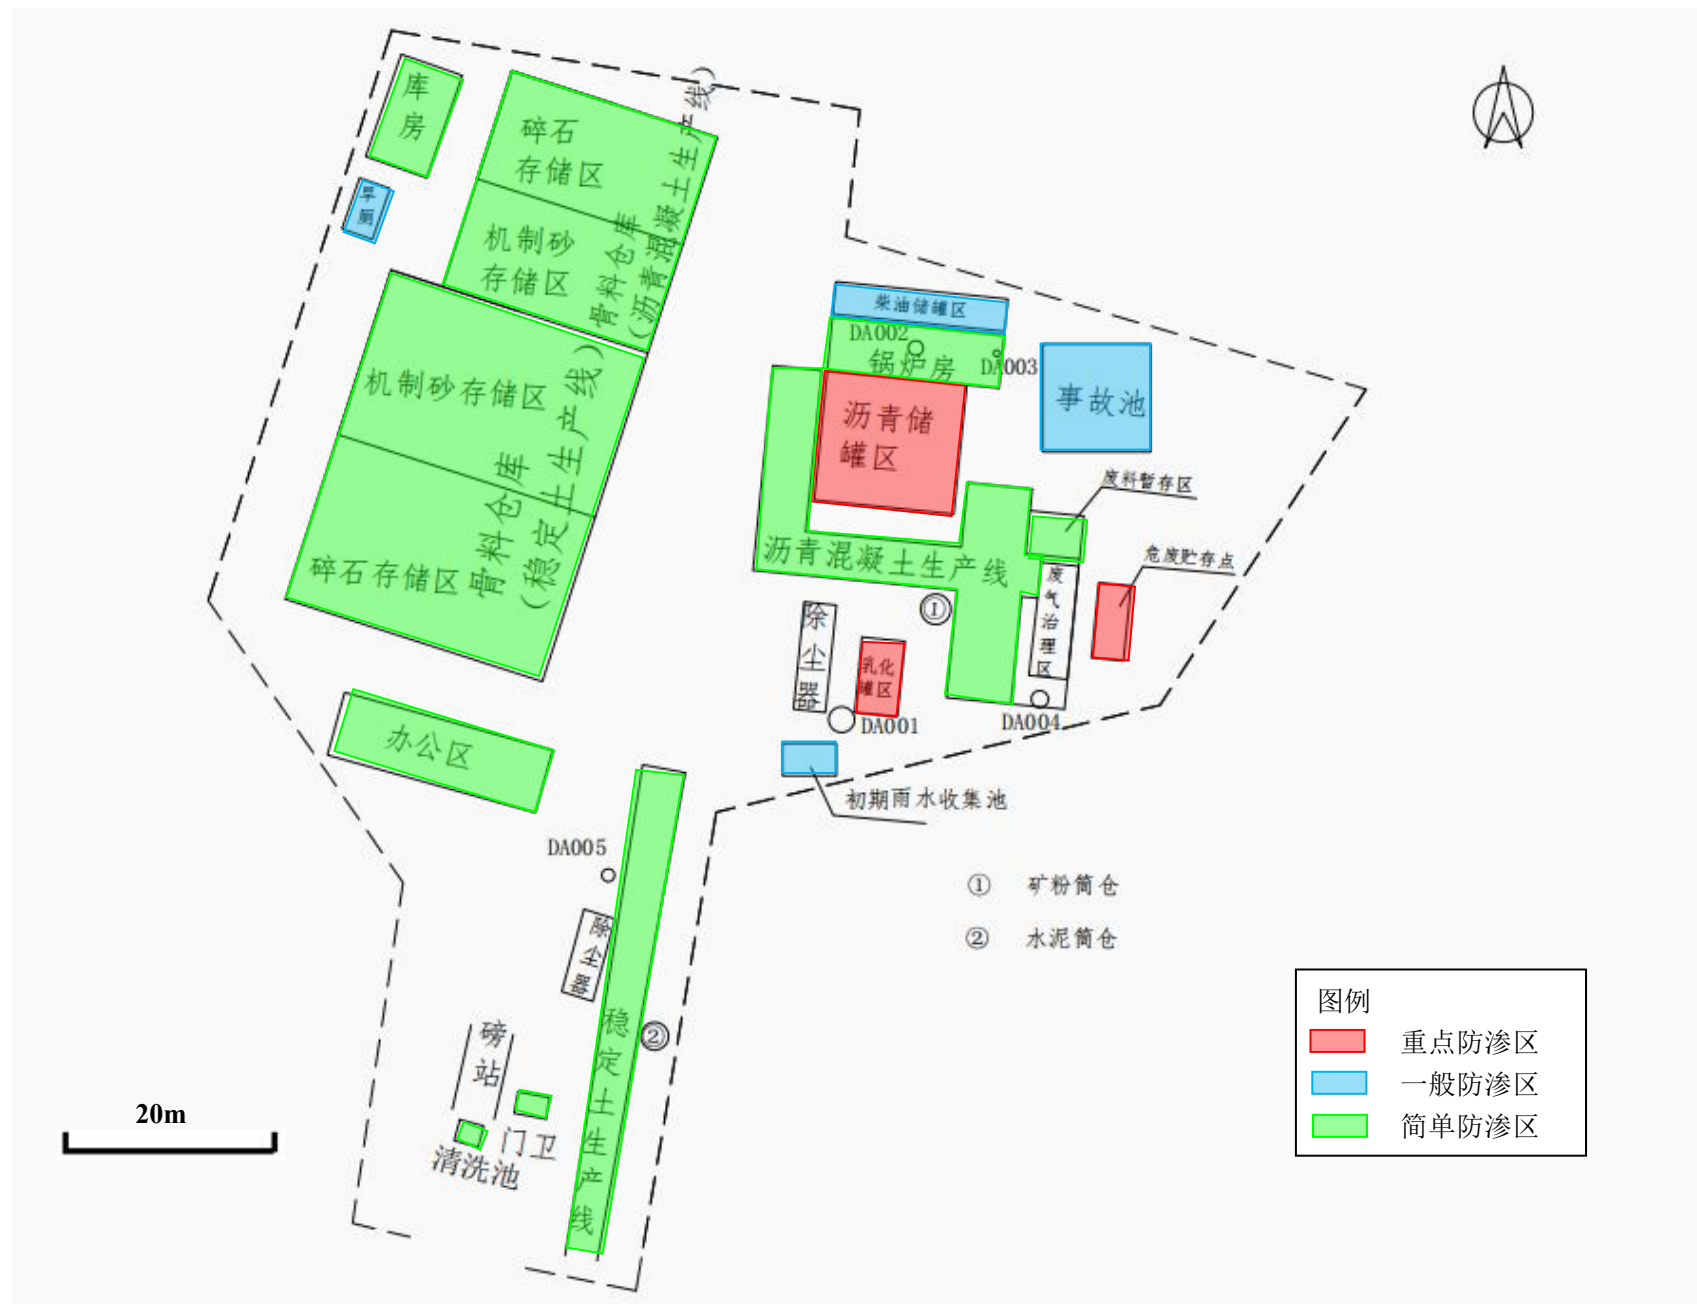 库
房
碎石
存储区
旱
厕
机制砂
存储区
骨料仓库
（沥青混凝土生产线）
机制砂存储区
碎石存储区
骨料仓库
（稳定土生产线）
柴油储罐区
DA002
锅炉房
DA003
沥青储
罐区
事故池
废料暂存区
沥青混凝土生产线
危废贮存点
废
气
治
理
区
①
除
尘
器
乳化
罐区
DA001
DA004
办公区
初期雨水收集池
DA005
① 矿粉筒仓
② 水泥筒仓
除
尘
器
稳
定
土
生
产
线
②
磅
站
门卫
清洗池
20m
图例
重点防渗区
一般防渗区
简单防渗区